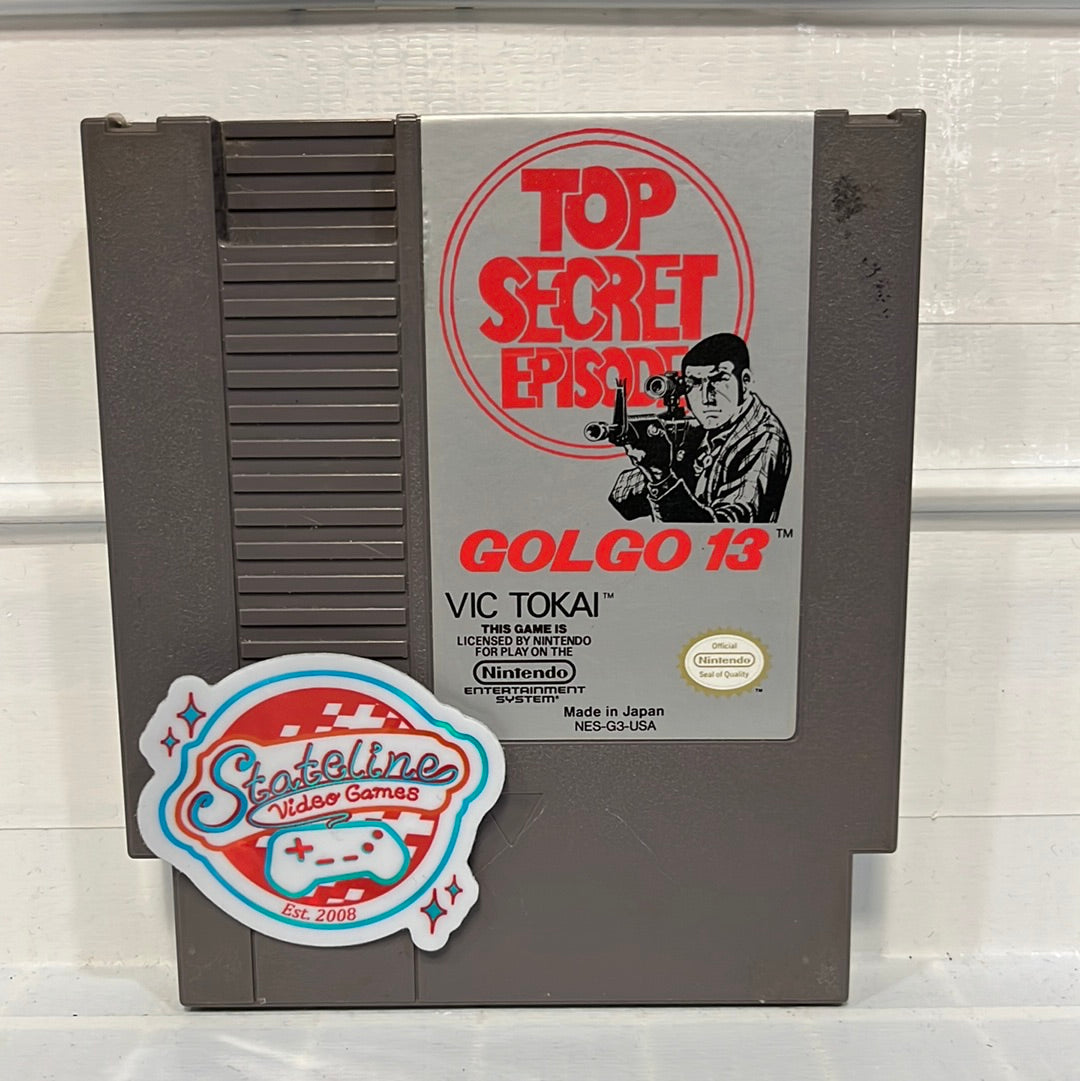 TOP
SECRET
EPISODE
GOLGO 13™
VIC TOKAI™
THIS GAME IS
LICENSED BY NINTENDO
FOR PLAY ON THE
Nintendo
ENTERTAINMENT
SYSTEM®
Official
Nintendo
Seal of Quality
™
Made in Japan
NES-G3-USA
Stateline
Video Games
Est. 2008